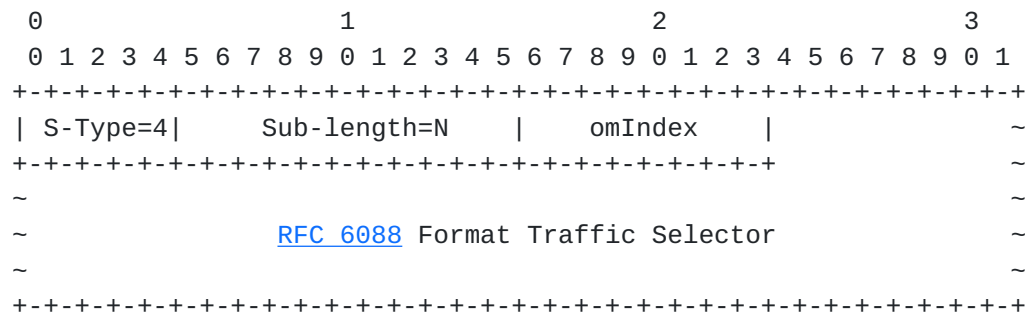 0                   1                   2                   3
 0 1 2 3 4 5 6 7 8 9 0 1 2 3 4 5 6 7 8 9 0 1 2 3 4 5 6 7 8 9 0 1
+-+-+-+-+-+-+-+-+-+-+-+-+-+-+-+-+-+-+-+-+-+-+-+-+-+-+-+-+-+-+-+-+
| S-Type=4|     Sub-length=N    |    omIndex    |               ~
+-+-+-+-+-+-+-+-+-+-+-+-+-+-+-+-+-+-+-+-+-+-+-+-+               ~
~                                                               ~
~                RFC 6088 Format Traffic Selector               ~
~                                                               ~
+-+-+-+-+-+-+-+-+-+-+-+-+-+-+-+-+-+-+-+-+-+-+-+-+-+-+-+-+-+-+-+-+